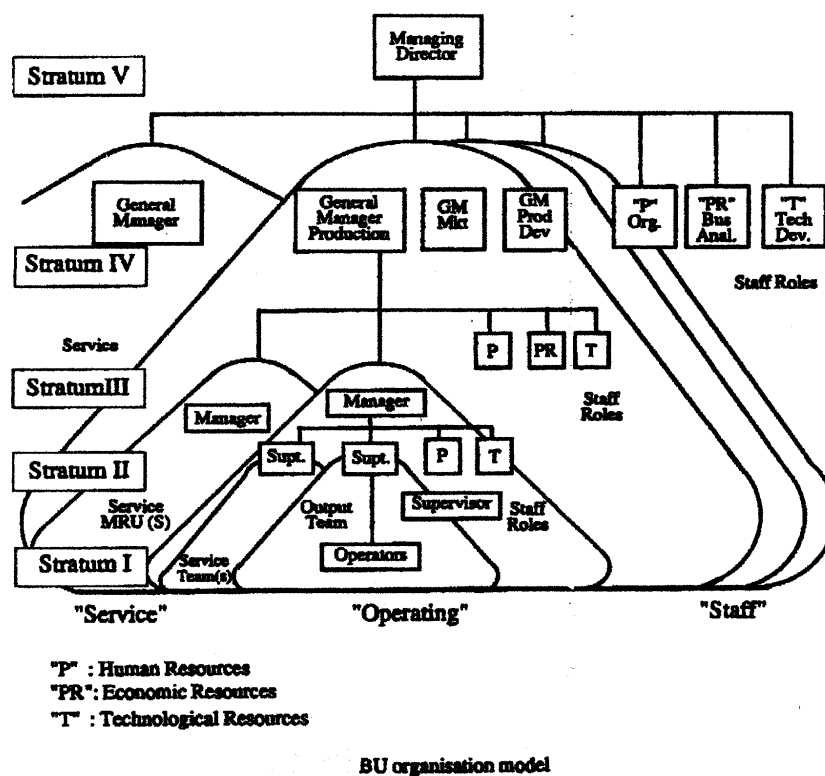 Managing
Director
Stratum V
General
Manager
General
Manager
Production
GM
Mkt
GM
Prod
Dev
"P"
Org.
"PR"
Bus
Anal.
"T"
Tech
Dev.
Stratum IV
Staff Roles
Service
P
PR
T
StratumIII
Staff
Roles
Manager
Manager
Stratum II
Supt.
Supt.
P
T
Service
MRU (S)
Output
Team
Supervisor
Staff
Roles
Stratum I
Service
Team(s)
Operators
"Service"
"Operating"
"Staff"
"P" : Human Resources
"PR": Economic Resources
"T" : Technological Resources
BU organisation model